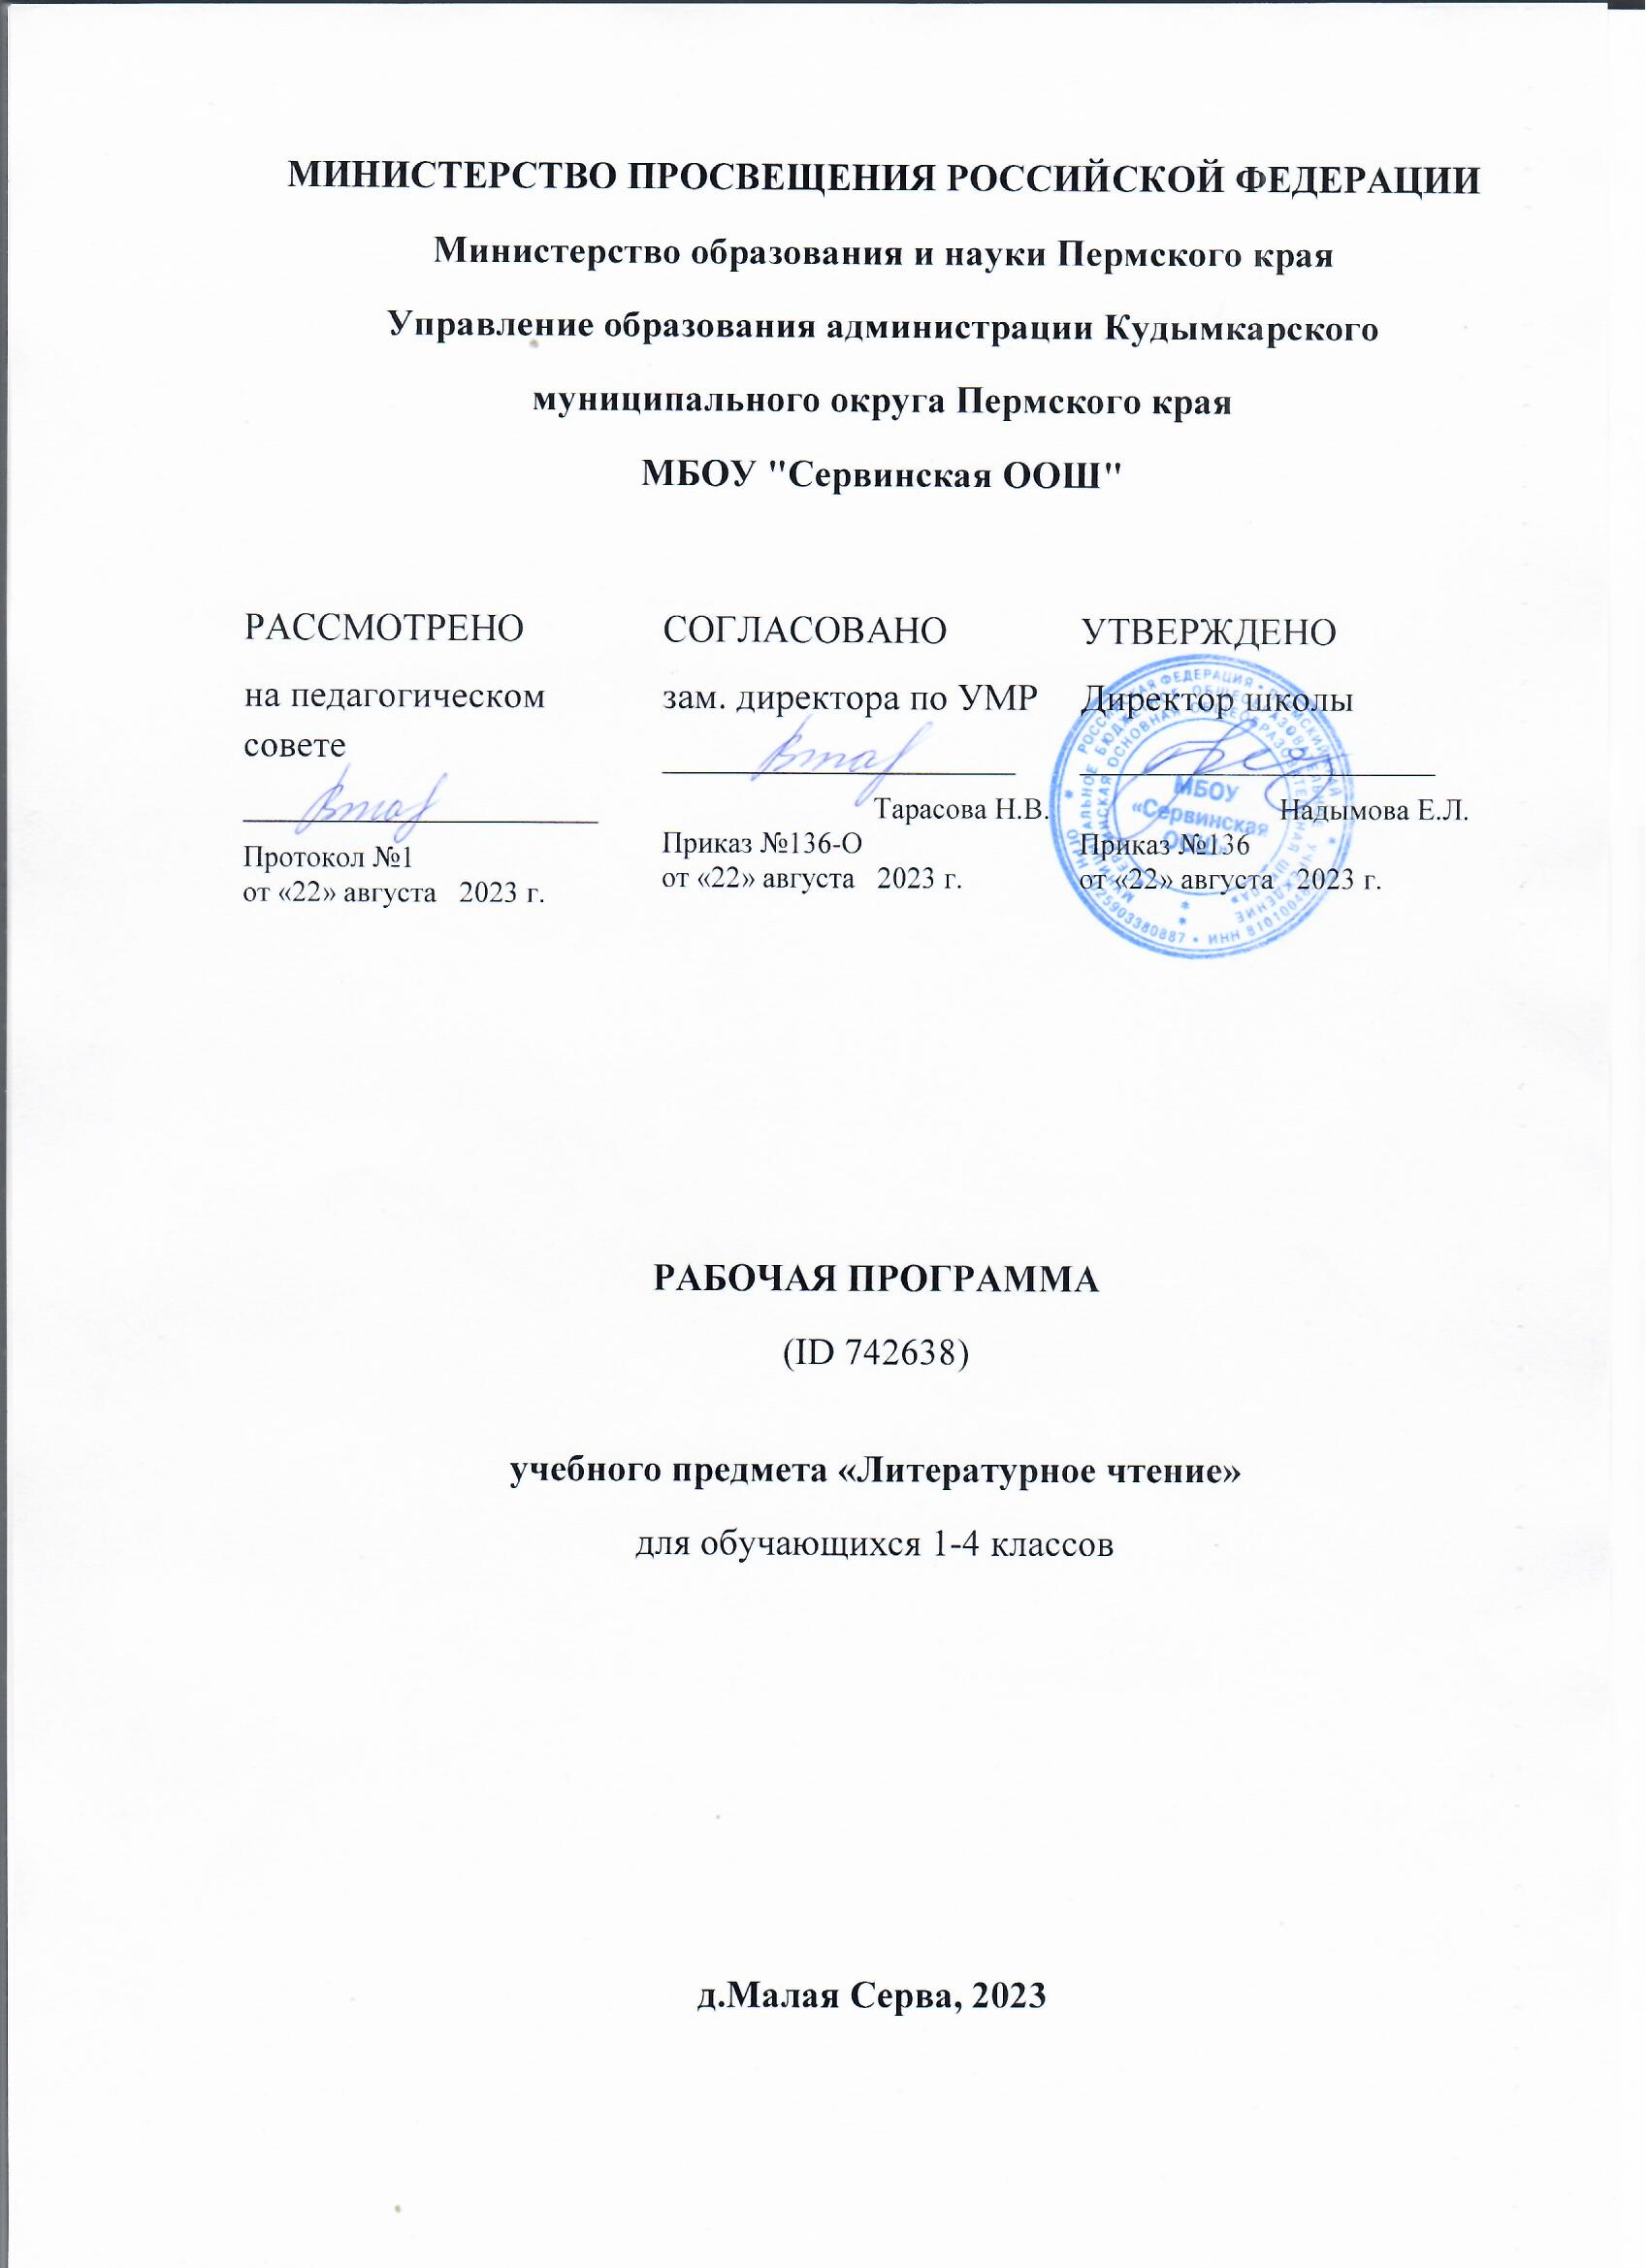 МИНИСТЕРСТВО ПРОСВЕЩЕНИЯ РОССИЙСКОЙ ФЕДЕРАЦИИ
Министерство образования и науки Пермского края
Управление образования администрации Кудымкарского
муниципального округа Пермского края
МБОУ "Сервинская ООШ"
РАССМОТРЕНО
на педагогическом
совете
Протокол №1
от «22» августа 2023 г.
СОГЛАСОВАНО
зам. директора по УМР
Тарасова Н.В.
Приказ №136-О
от «22» августа 2023 г.
УТВЕРЖДЕНО
Директор школы
Надымова Е.Л.
Приказ №136
от «22» августа 2023 г.
МБОУ
«Сервинская
РАБОЧАЯ ПРОГРАММА
(ID 742638)
учебного предмета «Литературное чтение»
для обучающихся 1-4 классов
д.Малая Серва, 2023